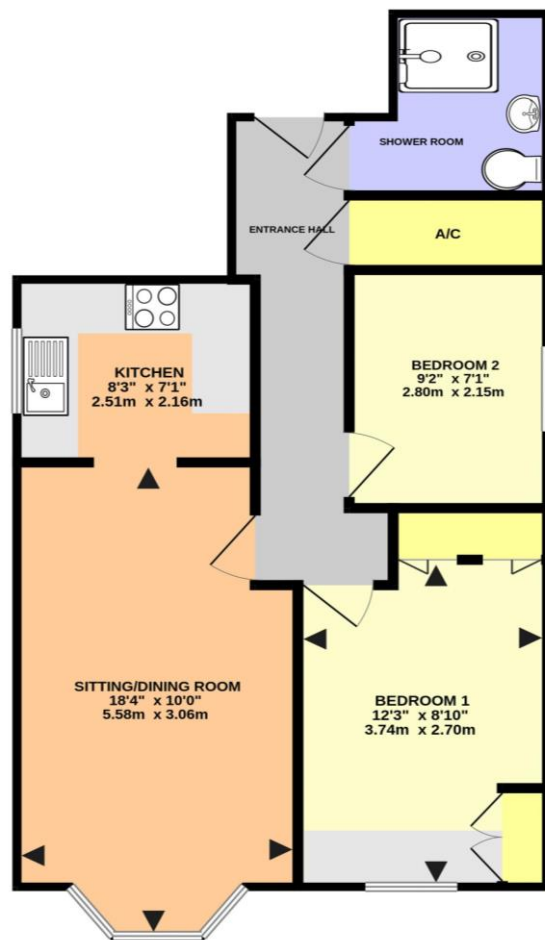 SHOWER ROOM
ENTRANCE HALL
A/C
KITCHEN
8'3" x 7'1"
2.51m x 2.16m
BEDROOM 2
9'2" x 7'1"
2.80m x 2.15m
SITTING/DINING ROOM
18'4" x 10'0"
5.58m x 3.06m
BEDROOM 1
12'3" x 8'10"
3.74m x 2.70m